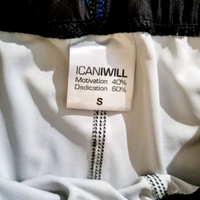 ICANIWILL
Motivation 40%
Dedication 60%
S